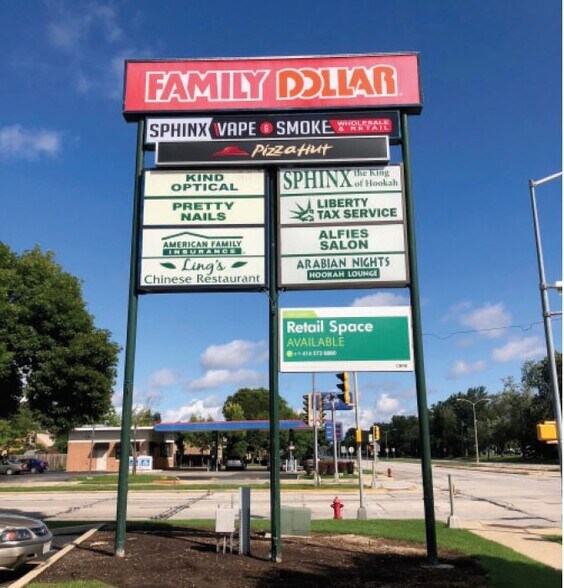 FAMILY DOLLAR
SPHINX VAPE & SMOKE WHOLESALE & RETAIL
Pizza Hut
KIND OPTICAL
PRETTY NAILS
AMERICAN FAMILY
INSURANCE
Ling's
Chinese Restaurant
SPHINX the King of Hookah
LIBERTY
TAX SERVICE
ALFIES
SALON
ARABIAN NIGHTS
HOOKAH LOUNGE
Retail Space
AVAILABLE
CBRE